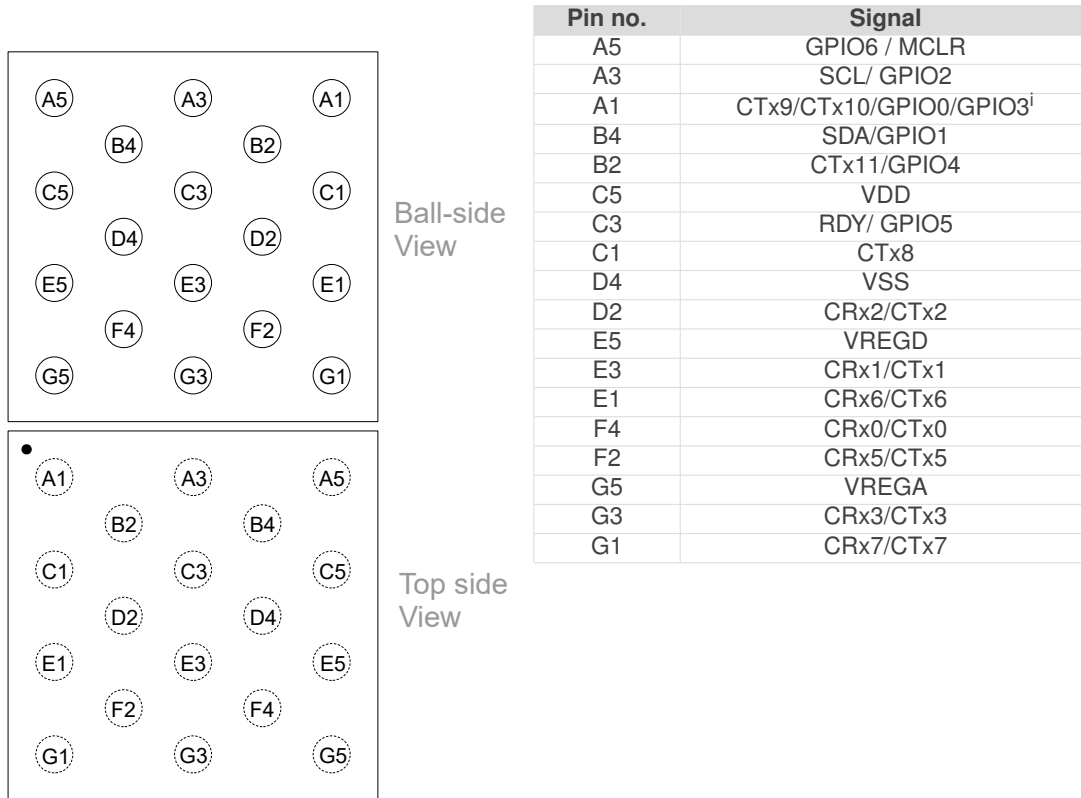 A5 A3 A1
B4 B2
C5 C3 C1
D4 D2
E5 E3 E1
F4 F2
G5 G3 G1
Ball-side
View
A1 A3 A5
B2 B4
C1 C3 C5
D2 D4
E1 E3 E5
F2 F4
G1 G3 G5
Top side
View
Pin no. Signal
A5 GPIO6 / MCLR
A3 SCL/ GPIO2
A1 CTx9/CTx10/GPIO0/GPIO3ⁱ
B4 SDA/GPIO1
B2 CTx11/GPIO4
C5 VDD
C3 RDY/ GPIO5
C1 CTx8
D4 VSS
D2 CRx2/CTx2
E5 VREGD
E3 CRx1/CTx1
E1 CRx6/CTx6
F4 CRx0/CTx0
F2 CRx5/CTx5
G5 VREGA
G3 CRx3/CTx3
G1 CRx7/CTx7